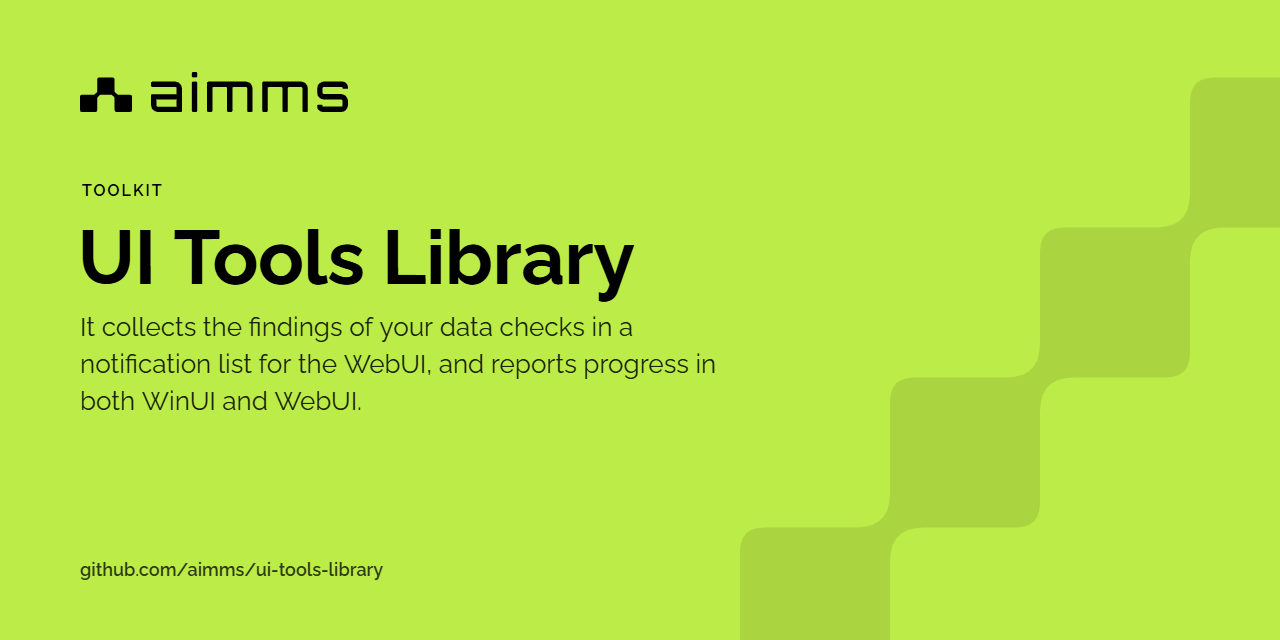 aimms
TOOLKIT
UI Tools Library
It collects the findings of your data checks in a
notification list for the WebUI, and reports progress in
both WinUI and WebUI.
github.com/aimms/ui-tools-library